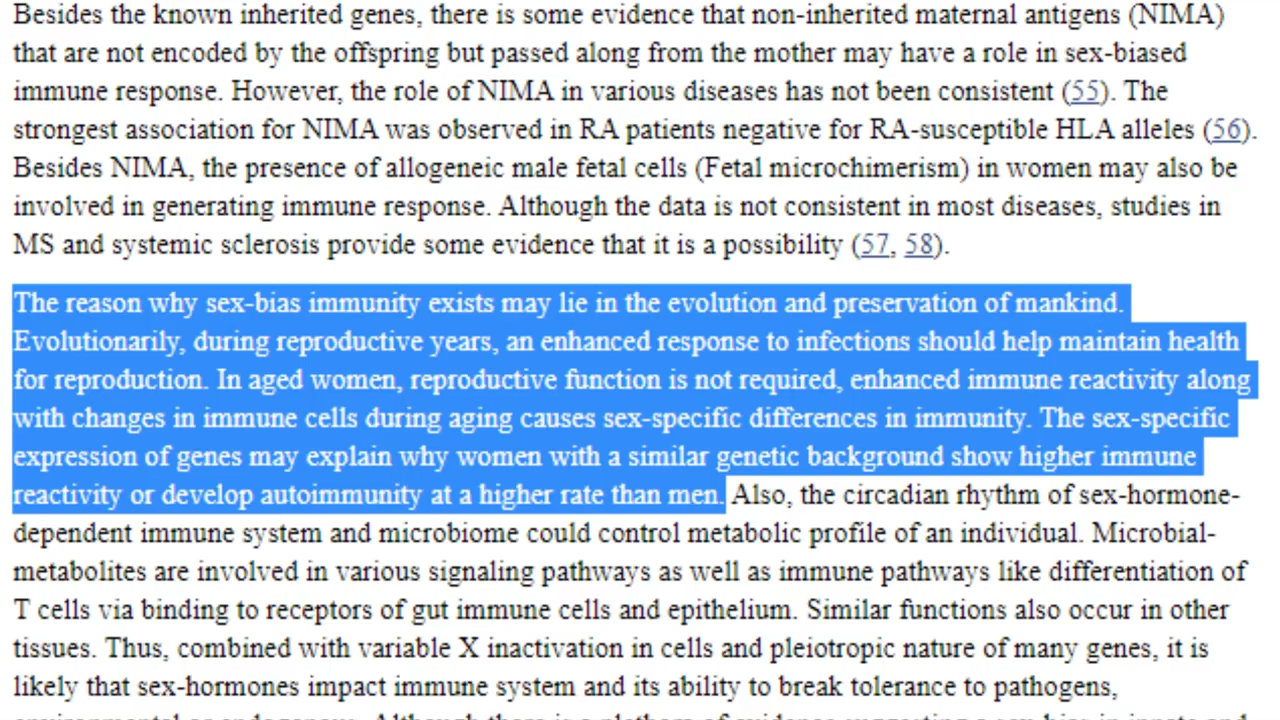 Besides the known inherited genes, there is some evidence that non-inherited maternal antigens (NIMA)
that are not encoded by the offspring but passed along from the mother may have a role in sex-biased
immune response. However, the role of NIMA in various diseases has not been consistent (55). The
strongest association for NIMA was observed in RA patients negative for RA-susceptible HLA alleles (56).
Besides NIMA, the presence of allogeneic male fetal cells (Fetal microchimerism) in women may also be
involved in generating immune response. Although the data is not consistent in most diseases, studies in
MS and systemic sclerosis provide some evidence that it is a possibility (57, 58).
The reason why sex-bias immunity exists may lie in the evolution and preservation of mankind.
Evolutionarily, during reproductive years, an enhanced response to infections should help maintain health
for reproduction. In aged women, reproductive function is not required, enhanced immune reactivity along
with changes in immune cells during aging causes sex-specific differences in immunity. The sex-specific
expression of genes may explain why women with a similar genetic background show higher immune
reactivity or develop autoimmunity at a higher rate than men. Also, the circadian rhythm of sex-hormone-
dependent immune system and microbiome could control metabolic profile of an individual. Microbial-
metabolites are involved in various signaling pathways as well as immune pathways like differentiation of
T cells via binding to receptors of gut immune cells and epithelium. Similar functions also occur in other
tissues. Thus, combined with variable X inactivation in cells and pleiotropic nature of many genes, it is
likely that sex-hormones impact immune system and its ability to break tolerance to pathogens,